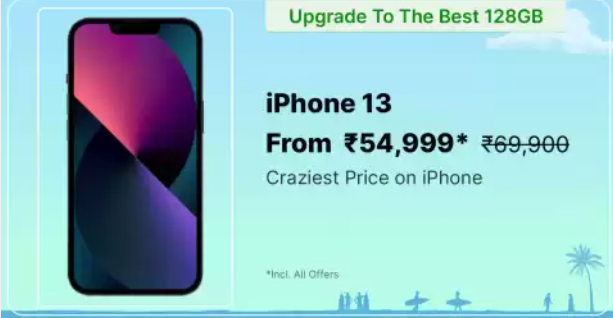 Upgrade To The Best 128GB
iPhone 13
From ₹54,999* ₹69,900
Craziest Price on iPhone
*Incl. All Offers